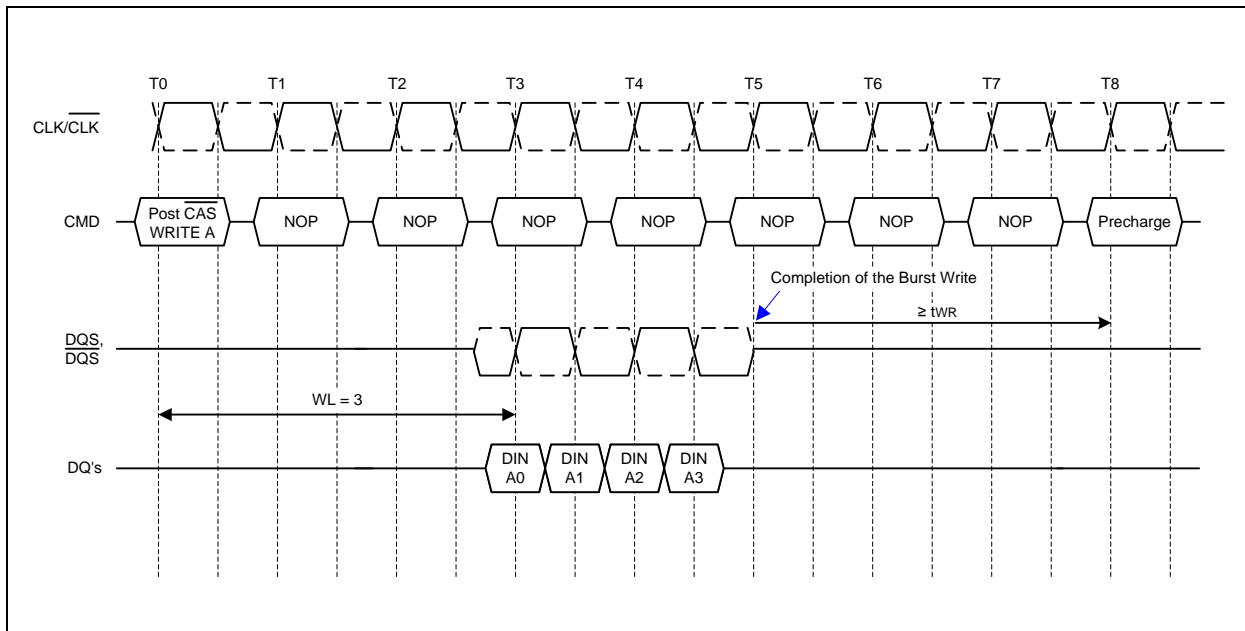 T0 T1 T2 T3 T4 T5 T6 T7 T8
CLK/CLK
CMD
Post CAS
WRITE A
NOP NOP NOP NOP NOP NOP NOP Precharge
Completion of the Burst Write
≥ tWR
DQS,
DQS
WL = 3
DQ's
DIN DIN DIN DIN
A0 A1 A2 A3